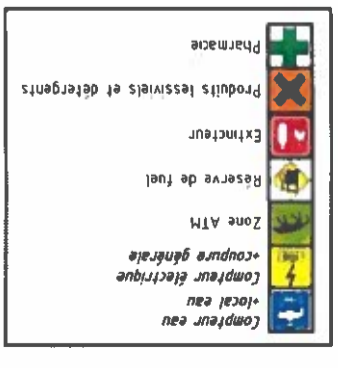 Compteur eau
+local eau
Compteur électrique
+coupure générale
Zone ATM
Réserve de fuel
Extincteur
Produits lessiviels et détergents
Pharmacie